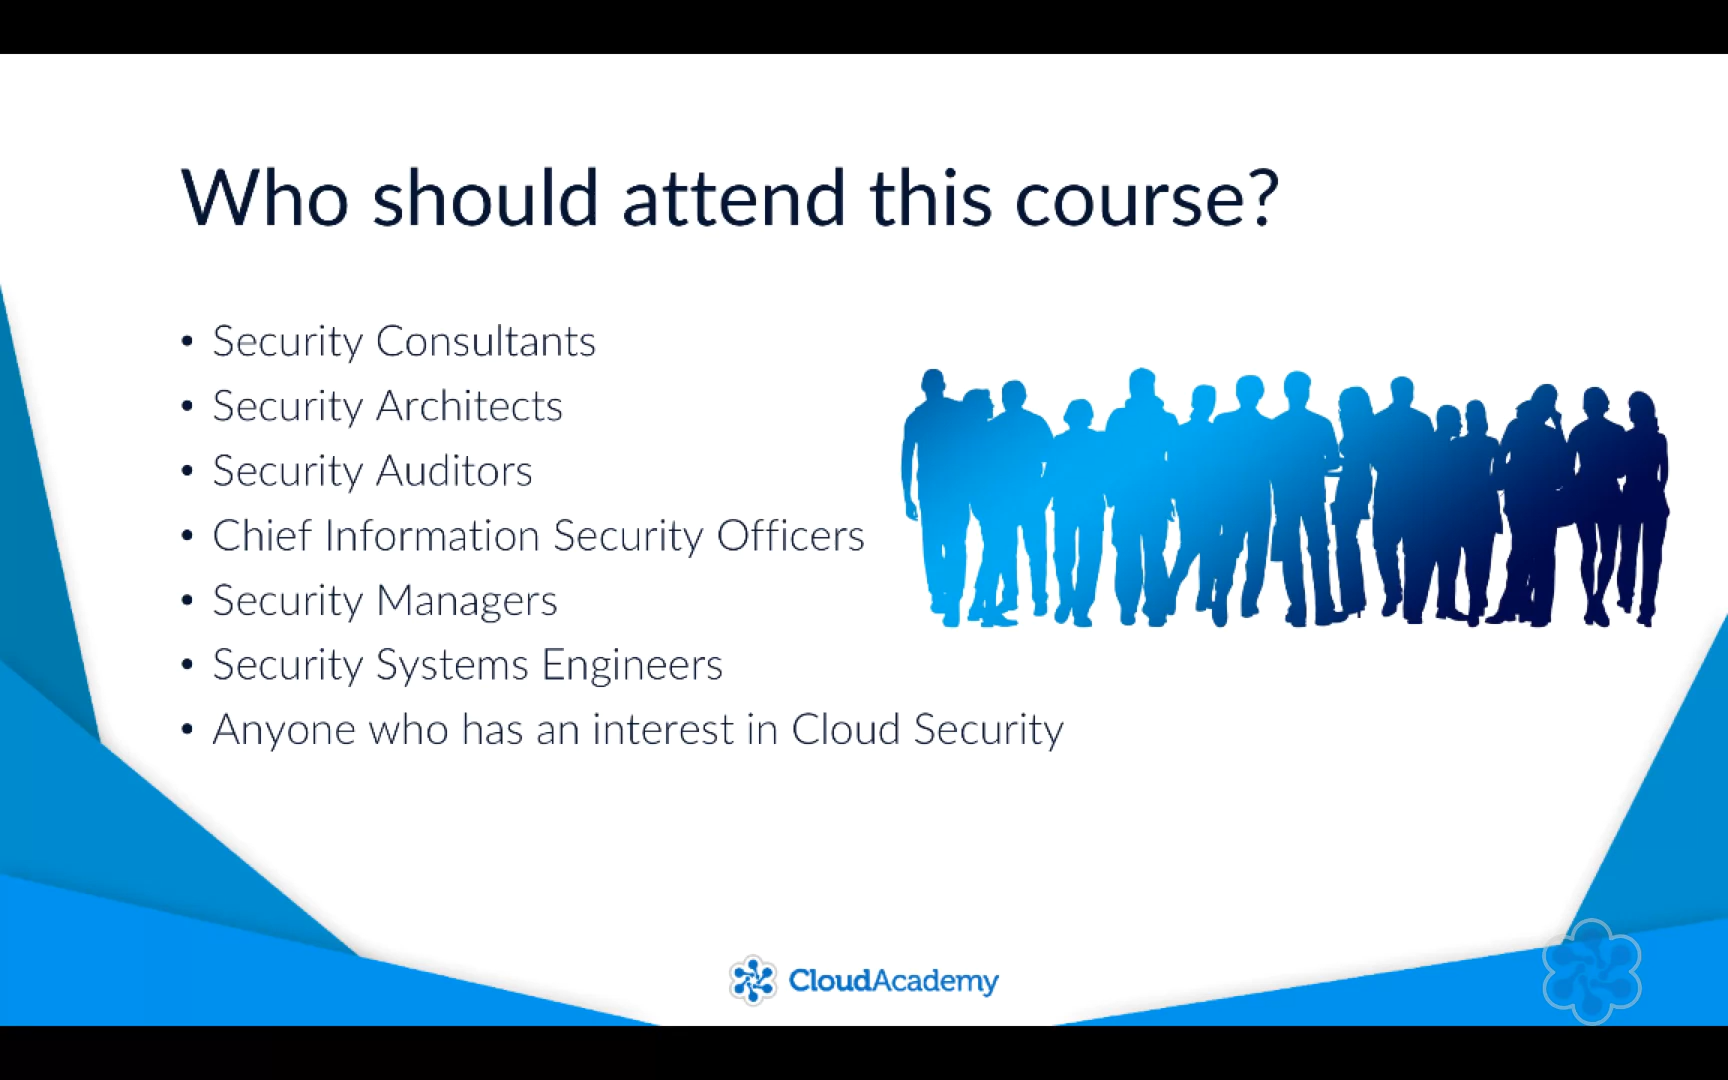 Who should attend this course?
• Security Consultants
• Security Architects
• Security Auditors
• Chief Information Security Officers
• Security Managers
• Security Systems Engineers
• Anyone who has an interest in Cloud Security
CloudAcademy